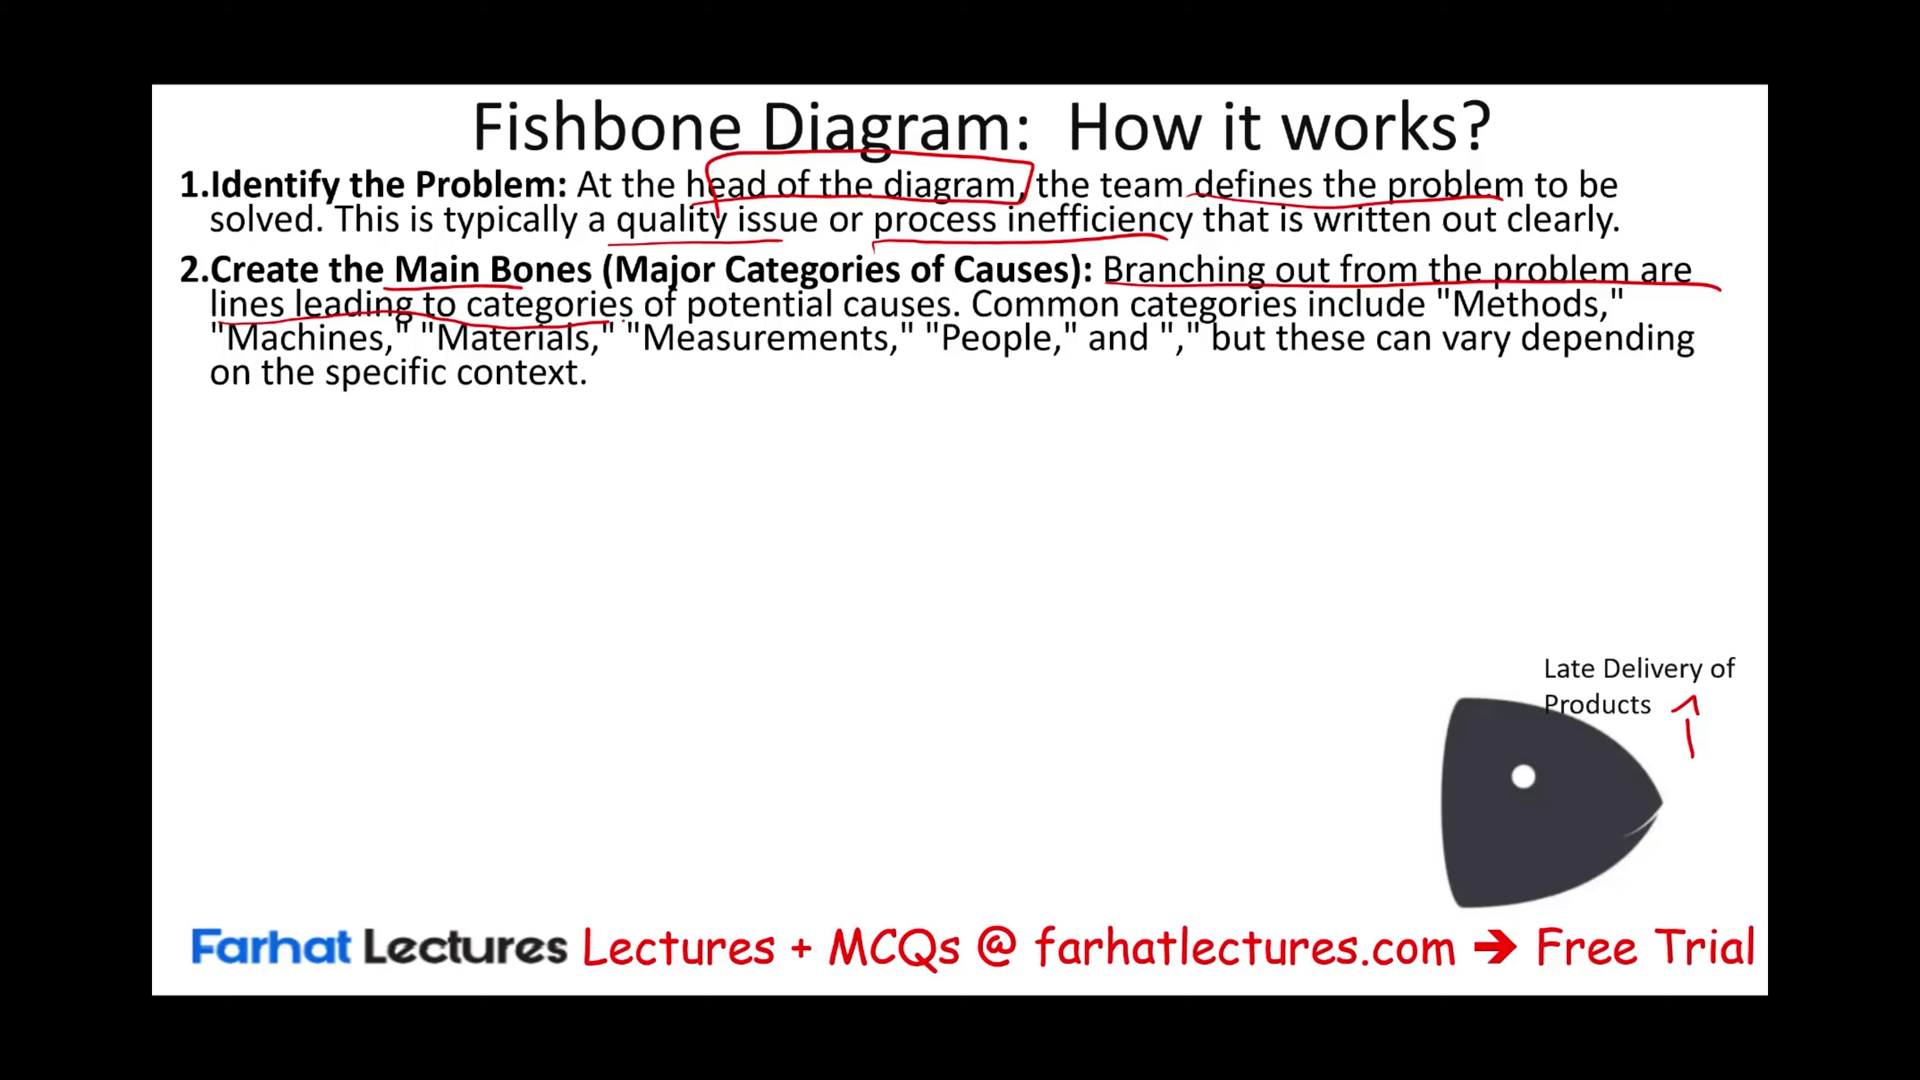 Fishbone Diagram:  How it works?
1.Identify the Problem: At the head of the diagram, the team defines the problem to be
solved. This is typically a quality issue or process inefficiency that is written out clearly.
2.Create the Main Bones (Major Categories of Causes): Branching out from the problem are
lines leading to categories of potential causes. Common categories include "Methods,"
"Machines," "Materials," "Measurements," "People," and "," but these can vary depending
on the specific context.
Late Delivery of
Products
Farhat Lectures Lectures + MCQs @ farhatlectures.com → Free Trial